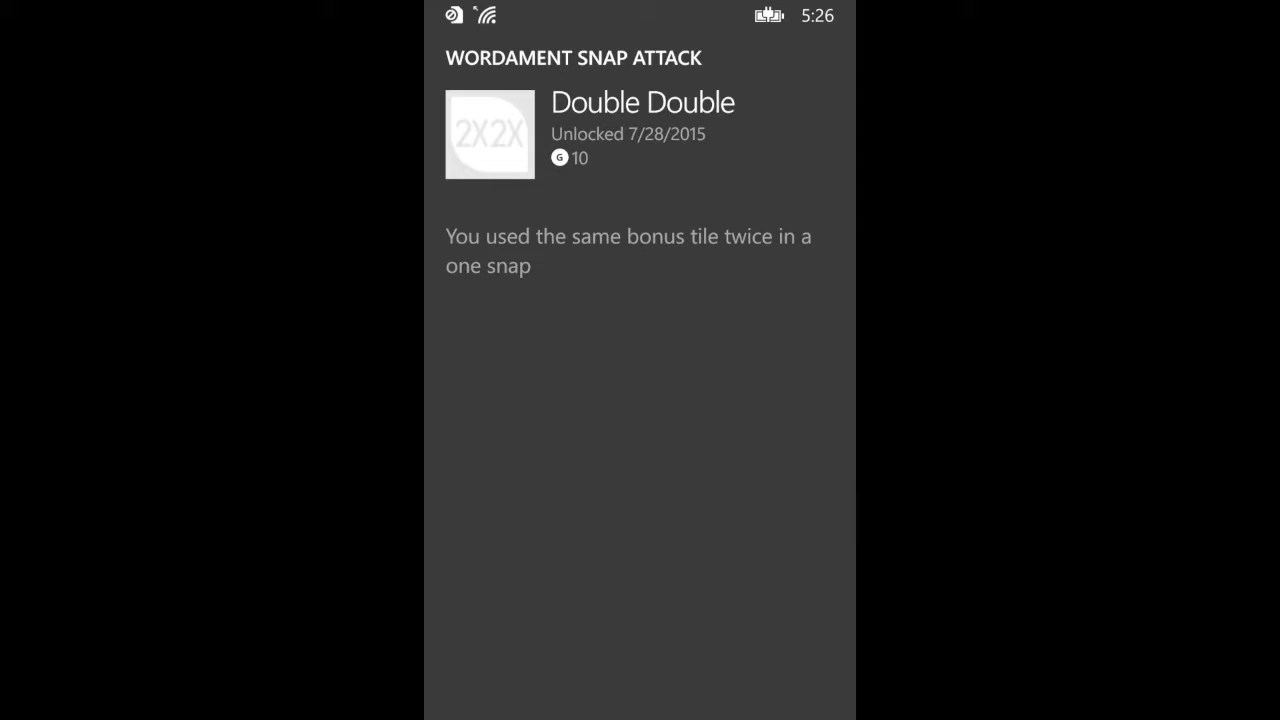 5:26
WORDAMENT SNAP ATTACK
2X2X
Double Double
Unlocked 7/28/2015
G 10
You used the same bonus tile twice in a
one snap